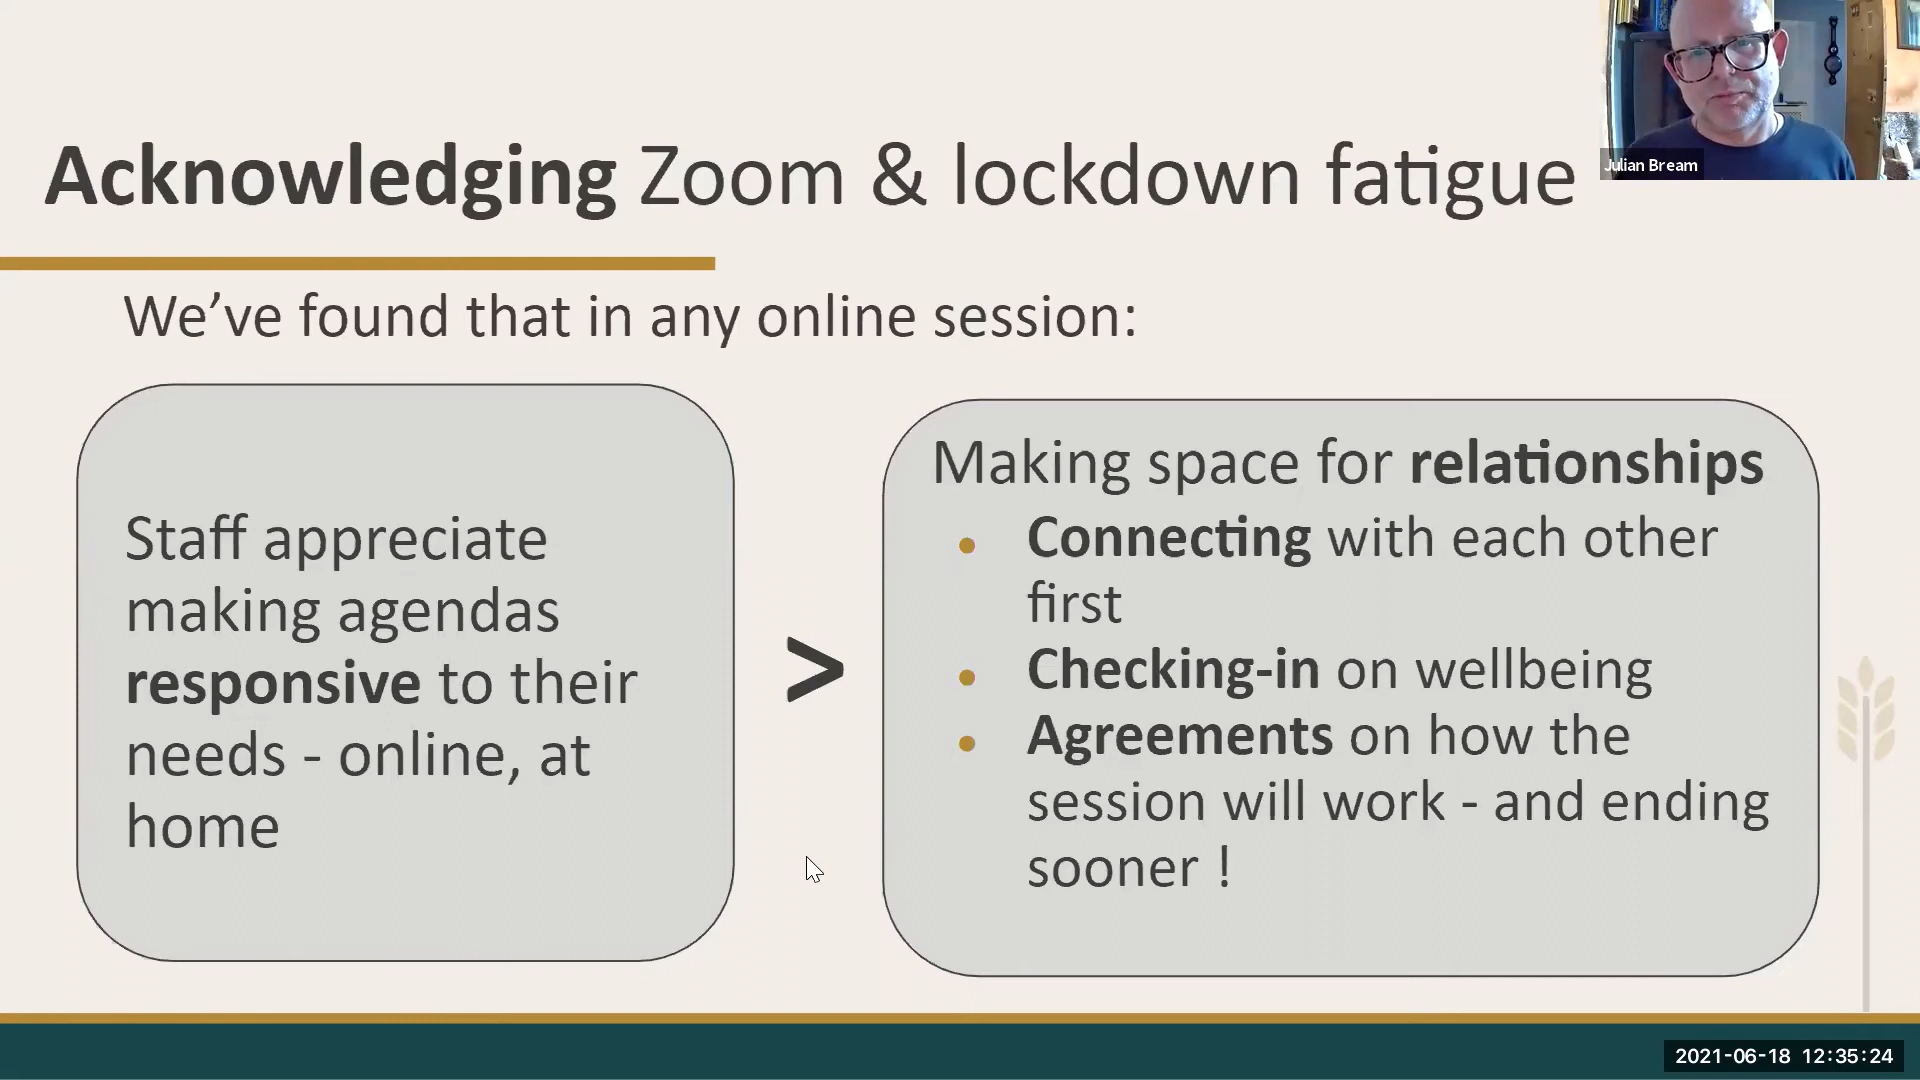 Acknowledging Zoom & lockdown fatigue
Julian Bream
We’ve found that in any online session:
Staff appreciate
making agendas
responsive to their
needs - online, at
home
>
Making space for relationships
• Connecting with each other
first
• Checking-in on wellbeing
• Agreements on how the
session will work - and ending
sooner !
2021-06-18 12:35:24